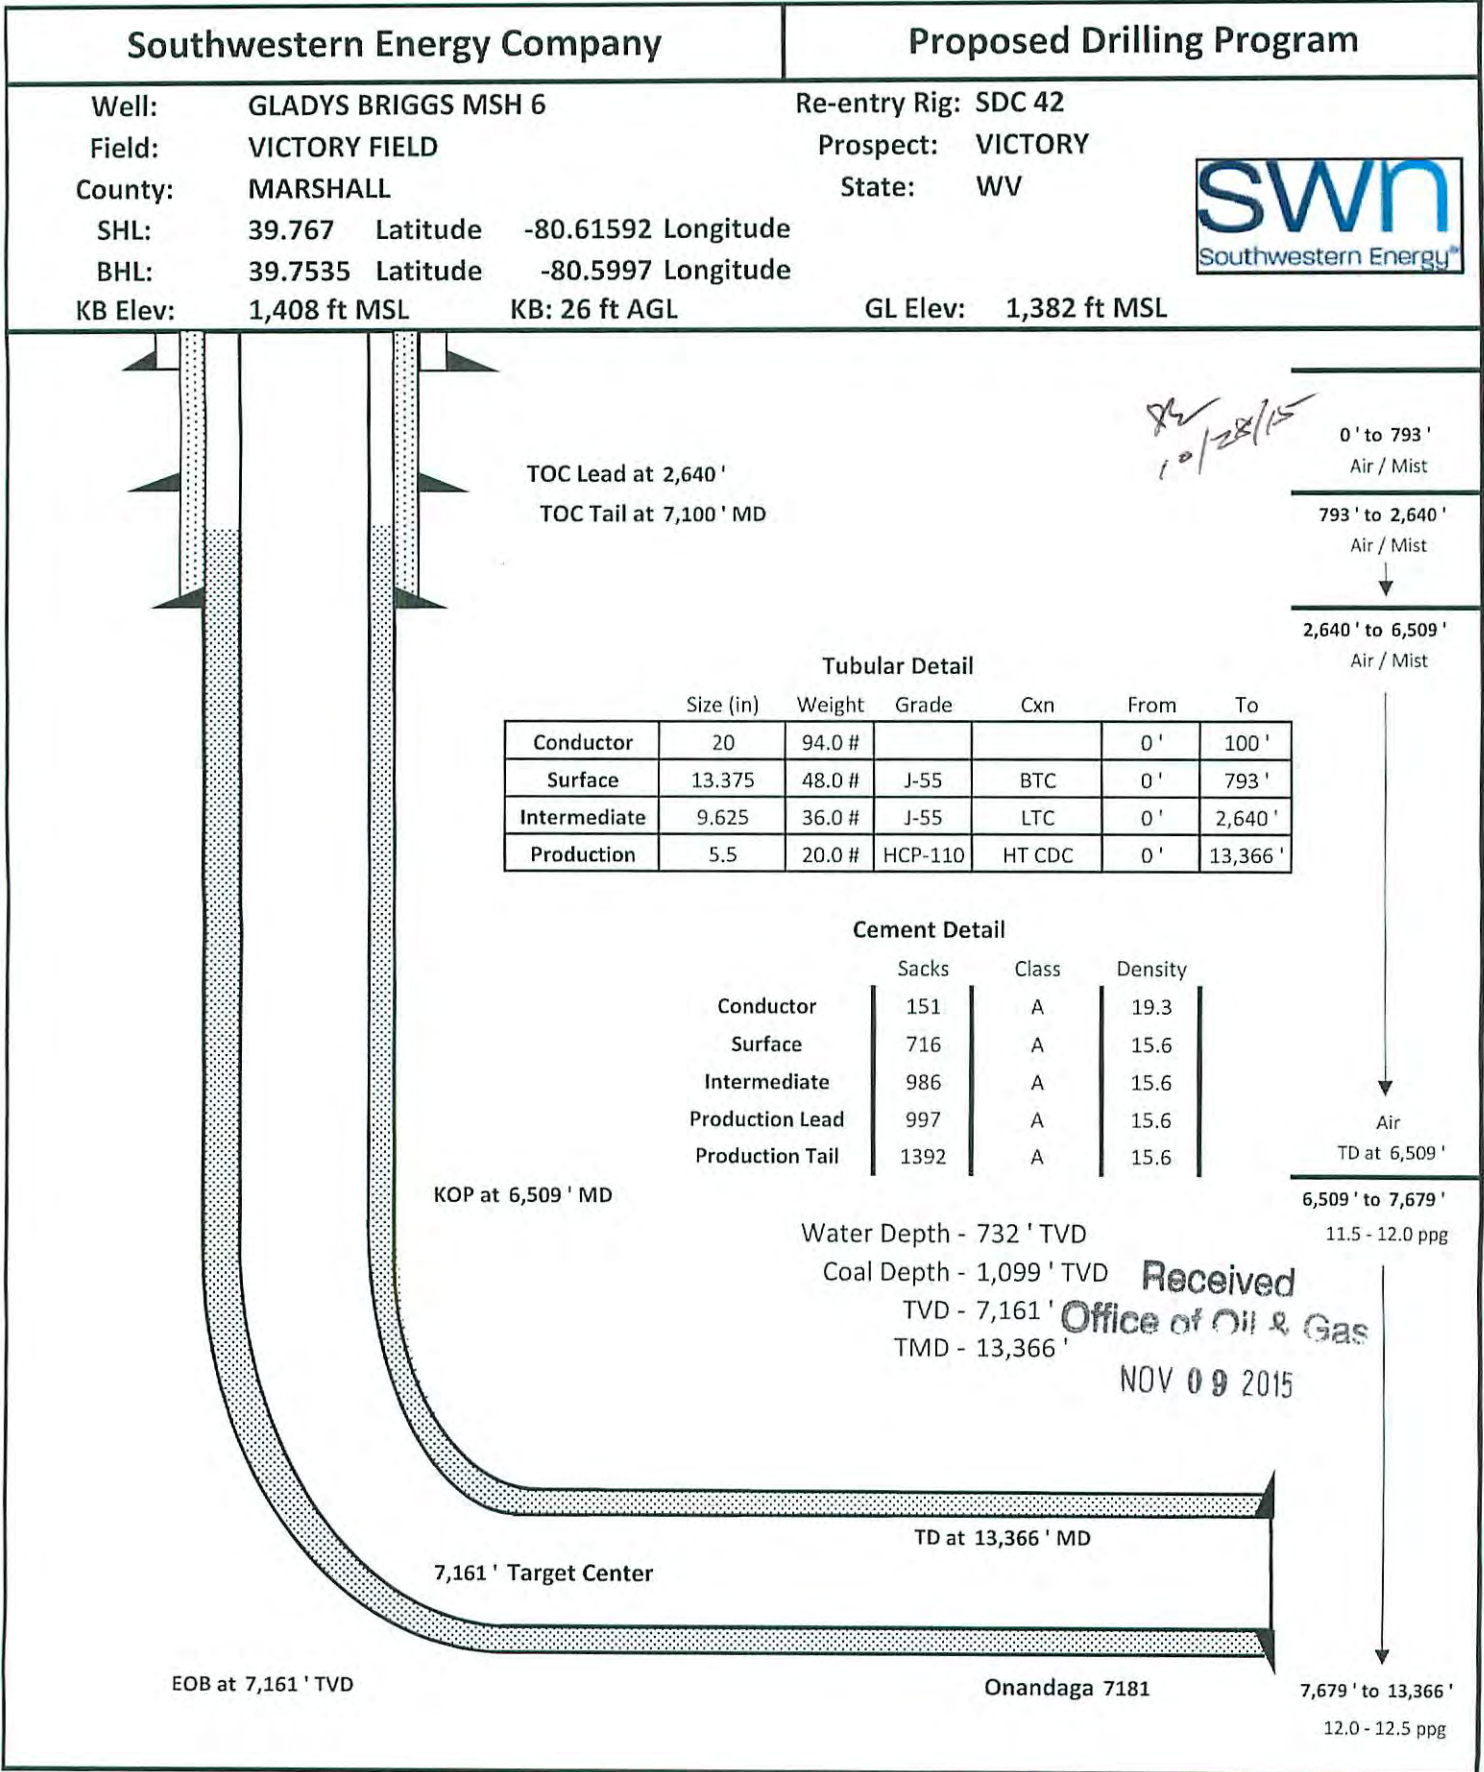 Southwestern Energy Company
Proposed Drilling Program
Well: GLADYS BRIGGS MSH 6
Re-entry Rig: SDC 42
Field: VICTORY FIELD
Prospect: VICTORY
County: MARSHALL
State: WV
SHL: 39.767 Latitude -80.61592 Longitude
BHL: 39.7535 Latitude -80.5997 Longitude
KB Elev: 1,408 ft MSL KB: 26 ft AGL GL Elev: 1,382 ft MSL
swn
Southwestern Energy
10/28/15
0 ' to 793 '
Air / Mist
TOC Lead at 2,640 '
TOC Tail at 7,100 ' MD
793 ' to 2,640 '
Air / Mist
2,640 ' to 6,509 '
Air / Mist
Tubular Detail
Size (in) Weight Grade Cxn From To
Conductor 20 94.0 # 0 ' 100 '
Surface 13.375 48.0 # J-55 BTC 0 ' 793 '
Intermediate 9.625 36.0 # J-55 LTC 0 ' 2,640 '
Production 5.5 20.0 # HCP-110 HT CDC 0 ' 13,366 '
Cement Detail
Sacks Class Density
Conductor 151 A 19.3
Surface 716 A 15.6
Intermediate 986 A 15.6
Production Lead 997 A 15.6
Production Tail 1392 A 15.6
Air
TD at 6,509 '
KOP at 6,509 ' MD
6,509 ' to 7,679 '
11.5 - 12.0 ppg
Water Depth - 732 ' TVD
Coal Depth - 1,099 ' TVD
TVD - 7,161 '
TMD - 13,366 '
Received
Office of Oil & Gas
NOV 09 2015
TD at 13,366 ' MD
7,161 ' Target Center
EOB at 7,161 ' TVD
Onandaga 7181
7,679 ' to 13,366 '
12.0 - 12.5 ppg